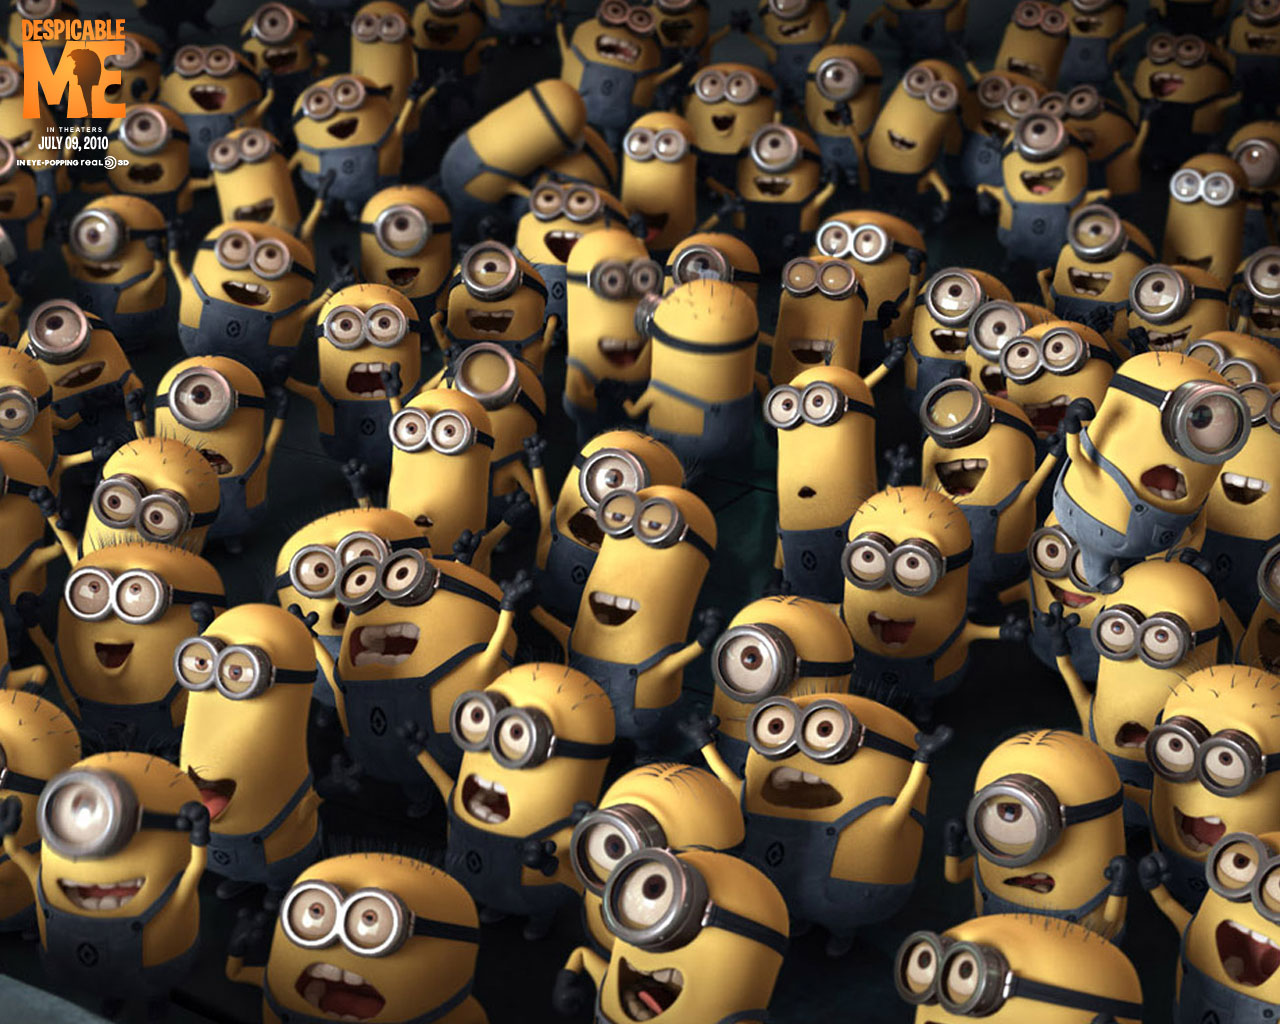 DESPICABLE
ME
IN THEATERS
JULY 09, 2010
IN EYE-POPPING REAL D 3D